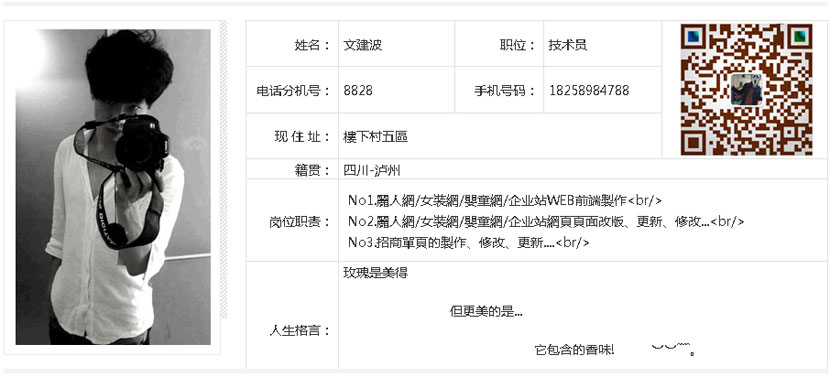 姓名： 文建波 职位： 技术员
电话分机号： 8828 手机号码： 18258984788
现 住 址： 樓下村五區
籍贯： 四川-泸州
岗位职责：
No1.麗人網/女裝網/嬰童網/企业站WEB前端製作<br/>
No2.麗人網/女裝網/嬰童網/企业站網頁頁面改版、更新、修改...<br/>
No3.招商單頁的製作、修改、更新....<br/>
人生格言：
玫瑰是美得
但更美的是...
它包含的香味!